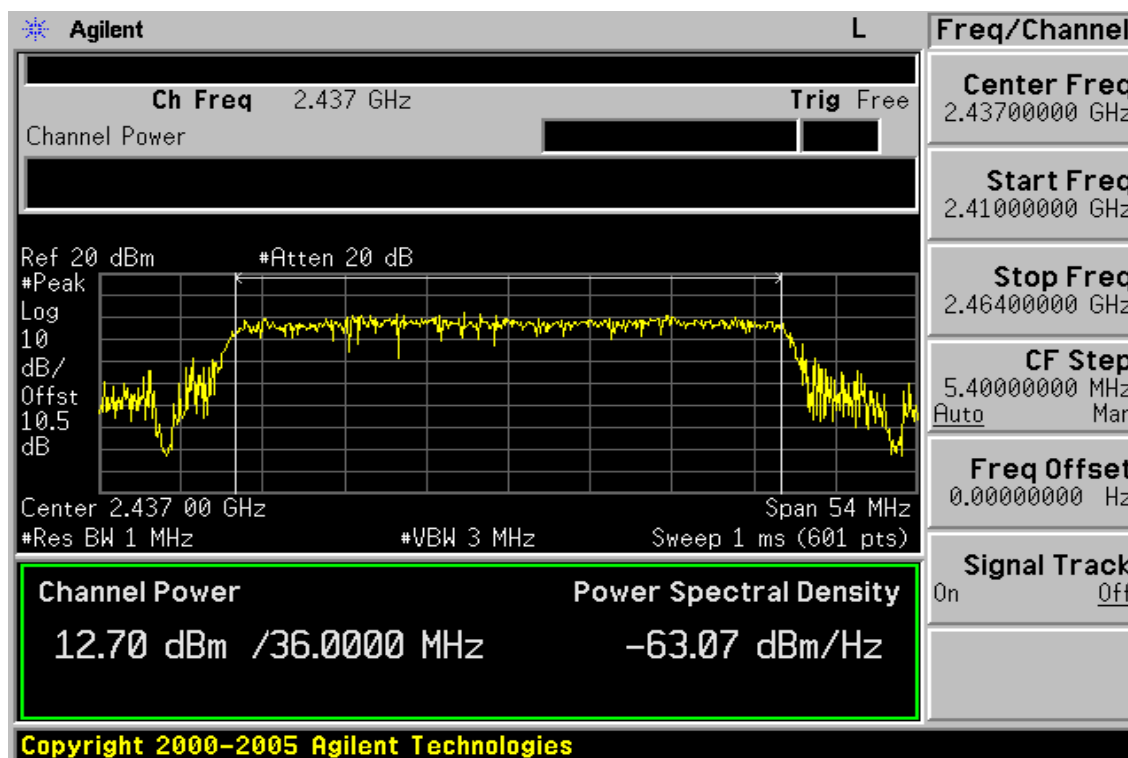 Agilent L
Freq/Channel
Ch Freq 2.437 GHz Trig Free
Channel Power
Center Freq
2.43700000 GHz
Start Freq
2.41000000 GHz
Stop Freq
2.46400000 GHz
CF Step
5.40000000 MHz
Auto Man
Freq Offset
0.00000000 Hz
Signal Track
On Off
Ref 20 dBm #Atten 20 dB
#Peak
Log
10
dB/
Offst
10.5
dB
Center 2.437 00 GHz Span 54 MHz
#Res BW 1 MHz #VBW 3 MHz Sweep 1 ms (601 pts)
Channel Power Power Spectral Density
12.70 dBm /36.0000 MHz -63.07 dBm/Hz
Copyright 2000-2005 Agilent Technologies